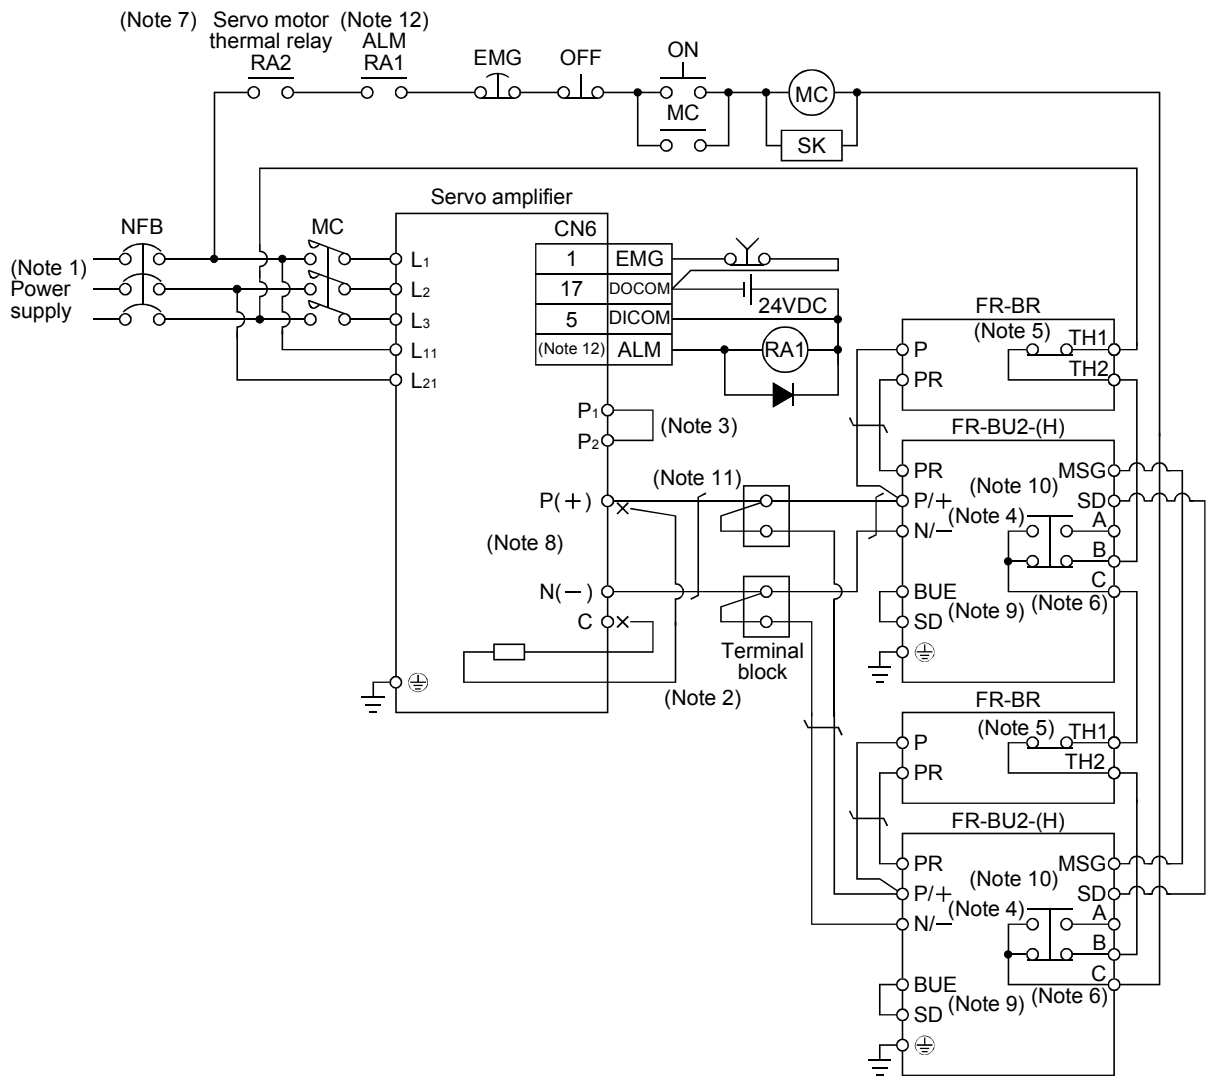 (Note 7) Servo motor (Note 12)
thermal relay ALM
RA2 RA1 EMG OFF ON
MC
MC
SK
Servo amplifier
NFB MC CN6
(Note 1)
Power
supply
L1 1 EMG
L2 17 DOCOM
24VDC
L3 5 DICOM
L11 (Note 12) ALM RA1
L21
FR-BR
(Note 5) TH1
P
TH2
PR
P1
P2 (Note 3)
FR-BU2-(H)
PR MSG
(Note 11) (Note 10)
P(+) P/+ SD
(Note 4) A
N/−
(Note 8) B
C
N(−) BUE (Note 9) (Note 6)
C SD
Terminal
block
(Note 2)
FR-BR
(Note 5) TH1
P
TH2
PR
FR-BU2-(H)
PR MSG
(Note 10)
P/+ SD
(Note 4) A
N/−
B
C
BUE (Note 9) (Note 6)
SD